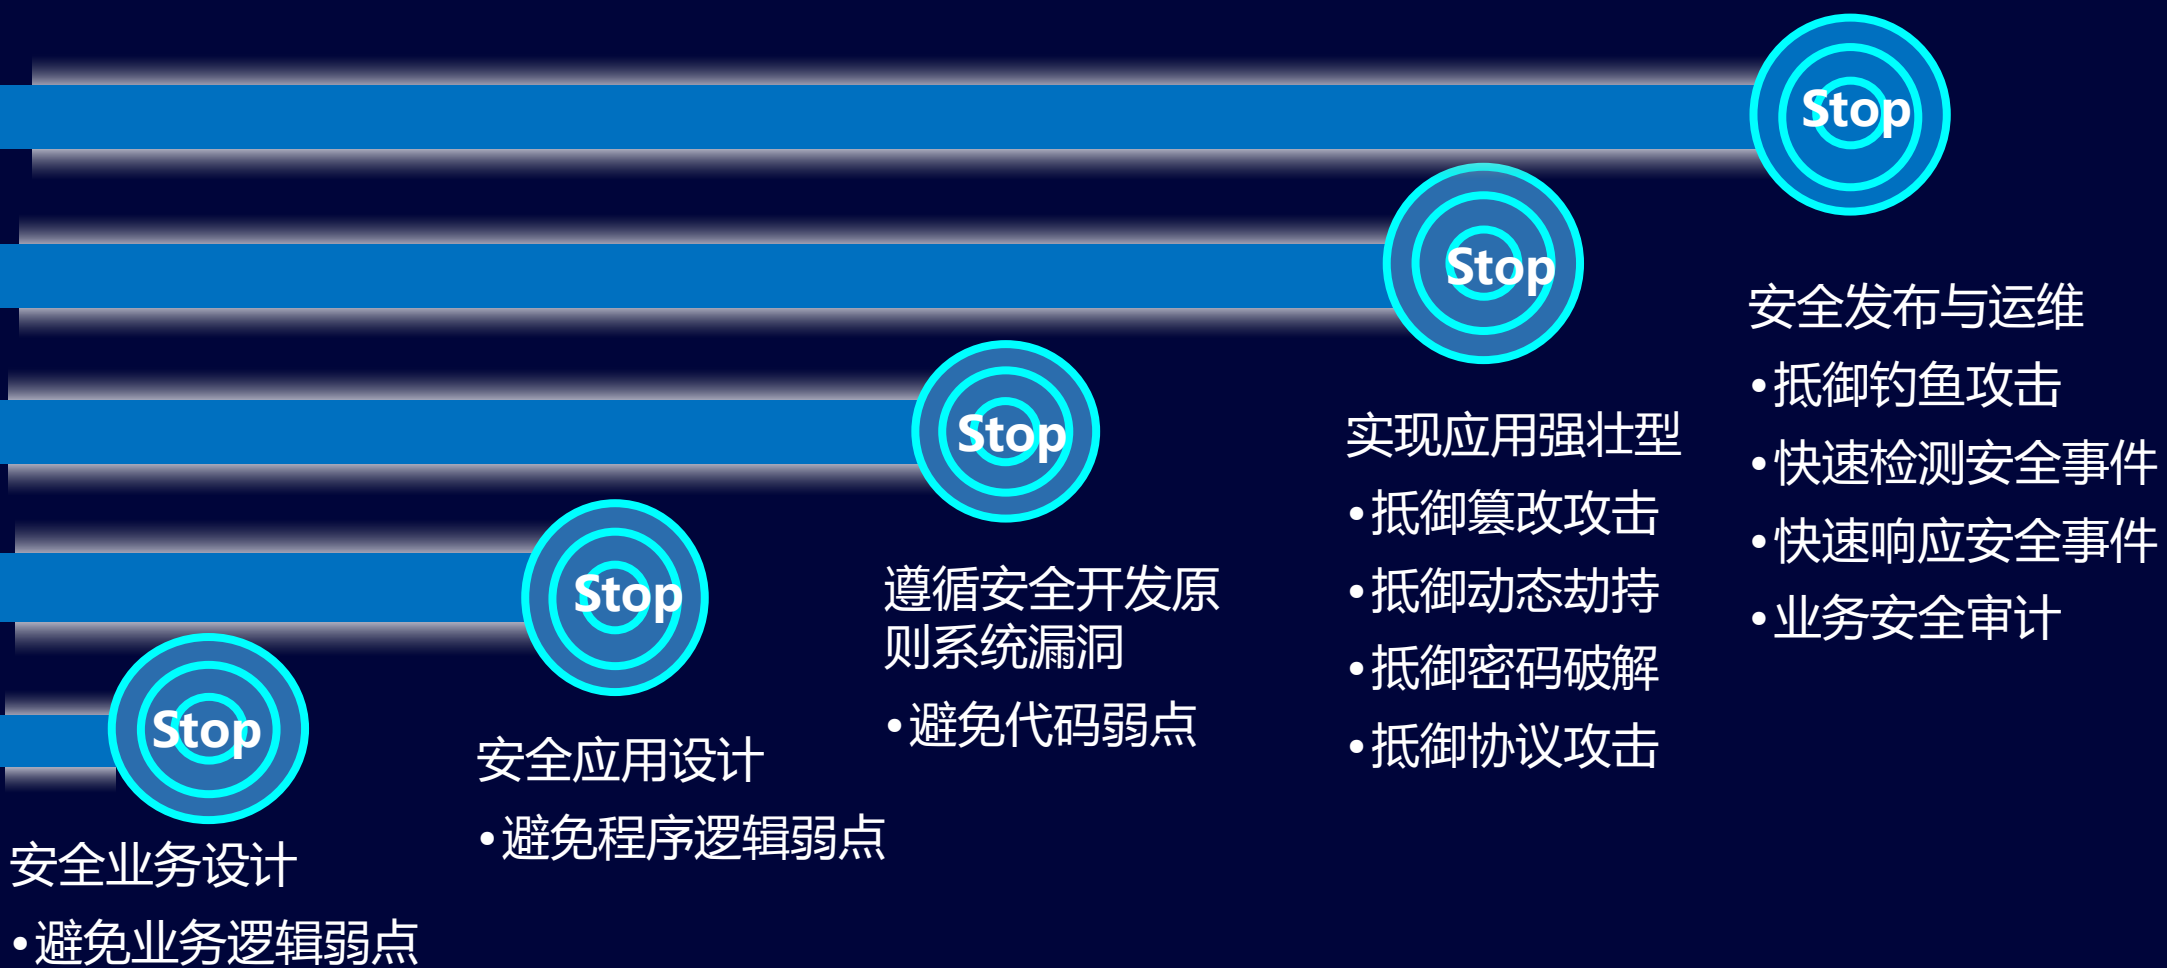 Stop
安全业务设计
•避免业务逻辑弱点
Stop
安全应用设计
•避免程序逻辑弱点
Stop
遵循安全开发原
则系统漏洞
•避免代码弱点
Stop
实现应用强壮型
•抵御篡改攻击
•抵御动态劫持
•抵御密码破解
•抵御协议攻击
Stop
安全发布与运维
•抵御钓鱼攻击
•快速检测安全事件
•快速响应安全事件
•业务安全审计